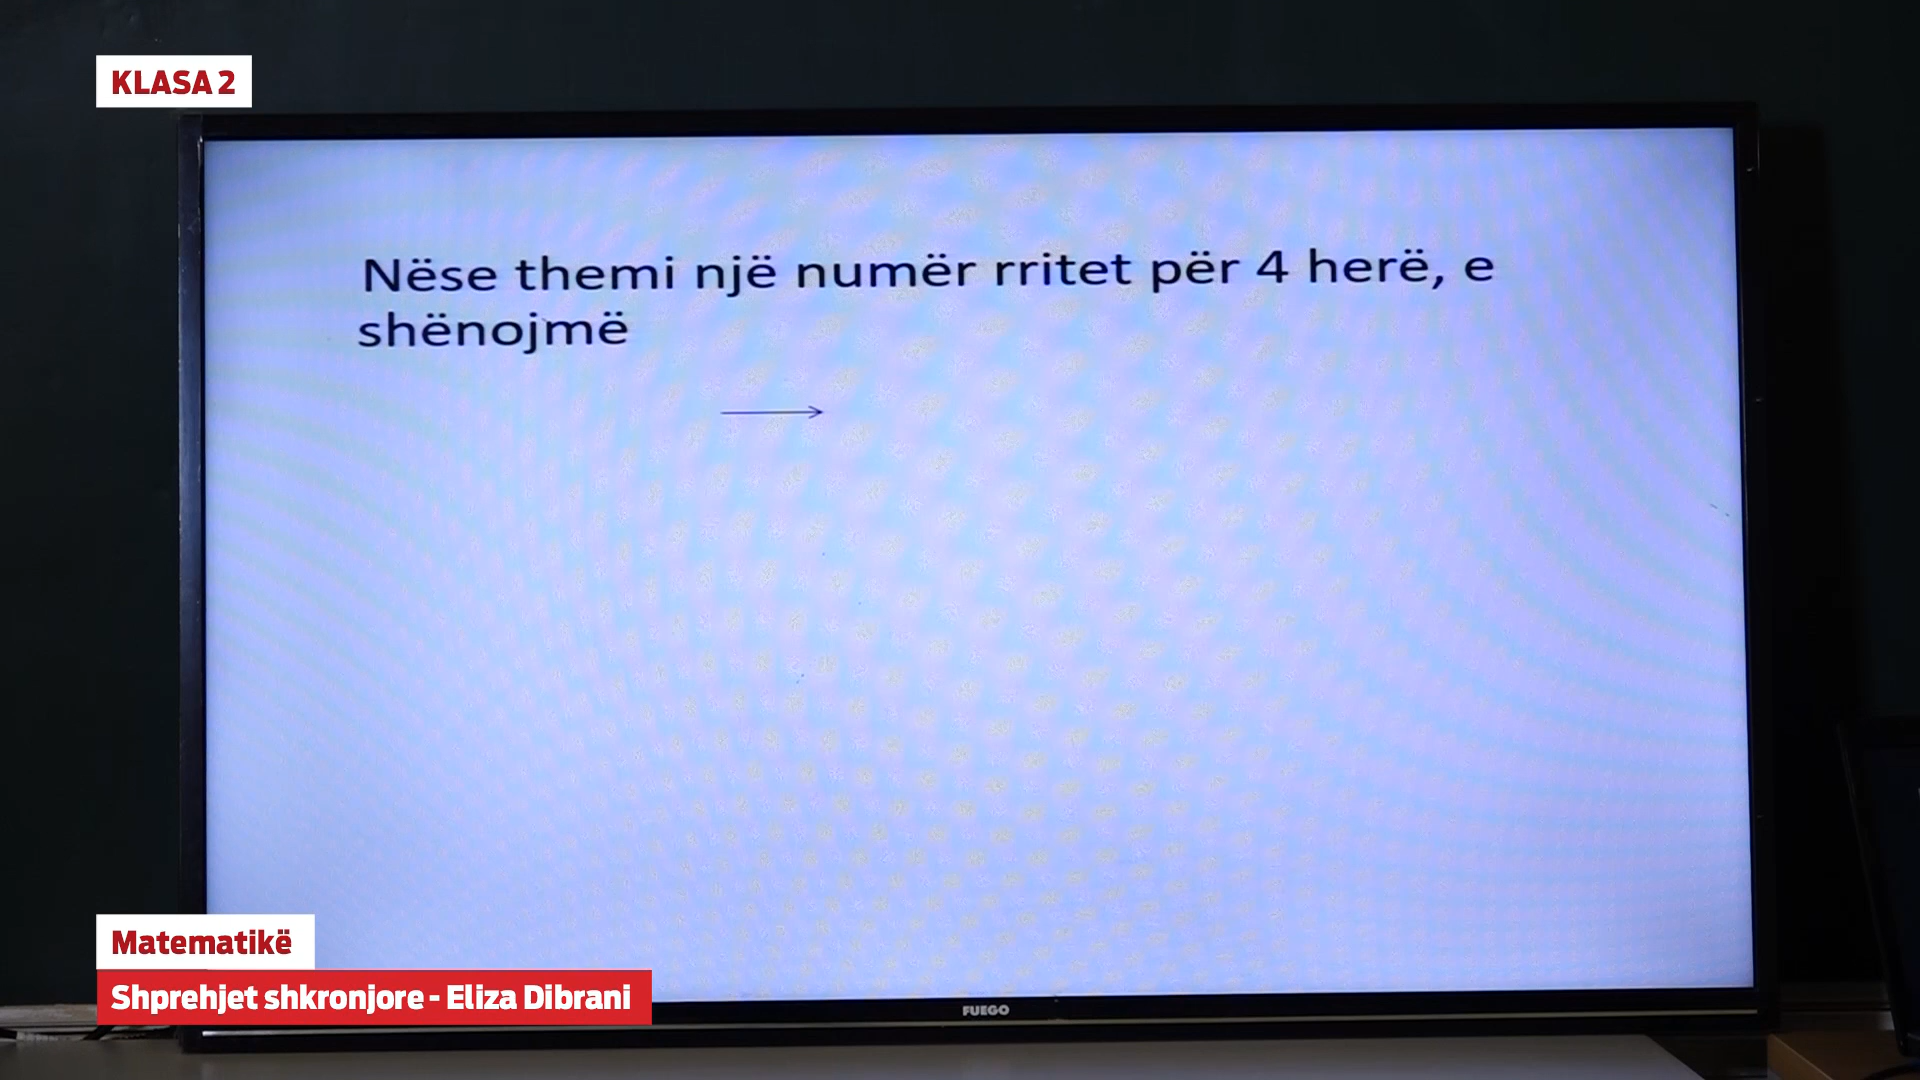 KLASA 2
Nëse themi një numër rritet për 4 herë, e
shënojmë
Matematikë
Shprehjet shkronjore - Eliza Dibrani
FUEGO